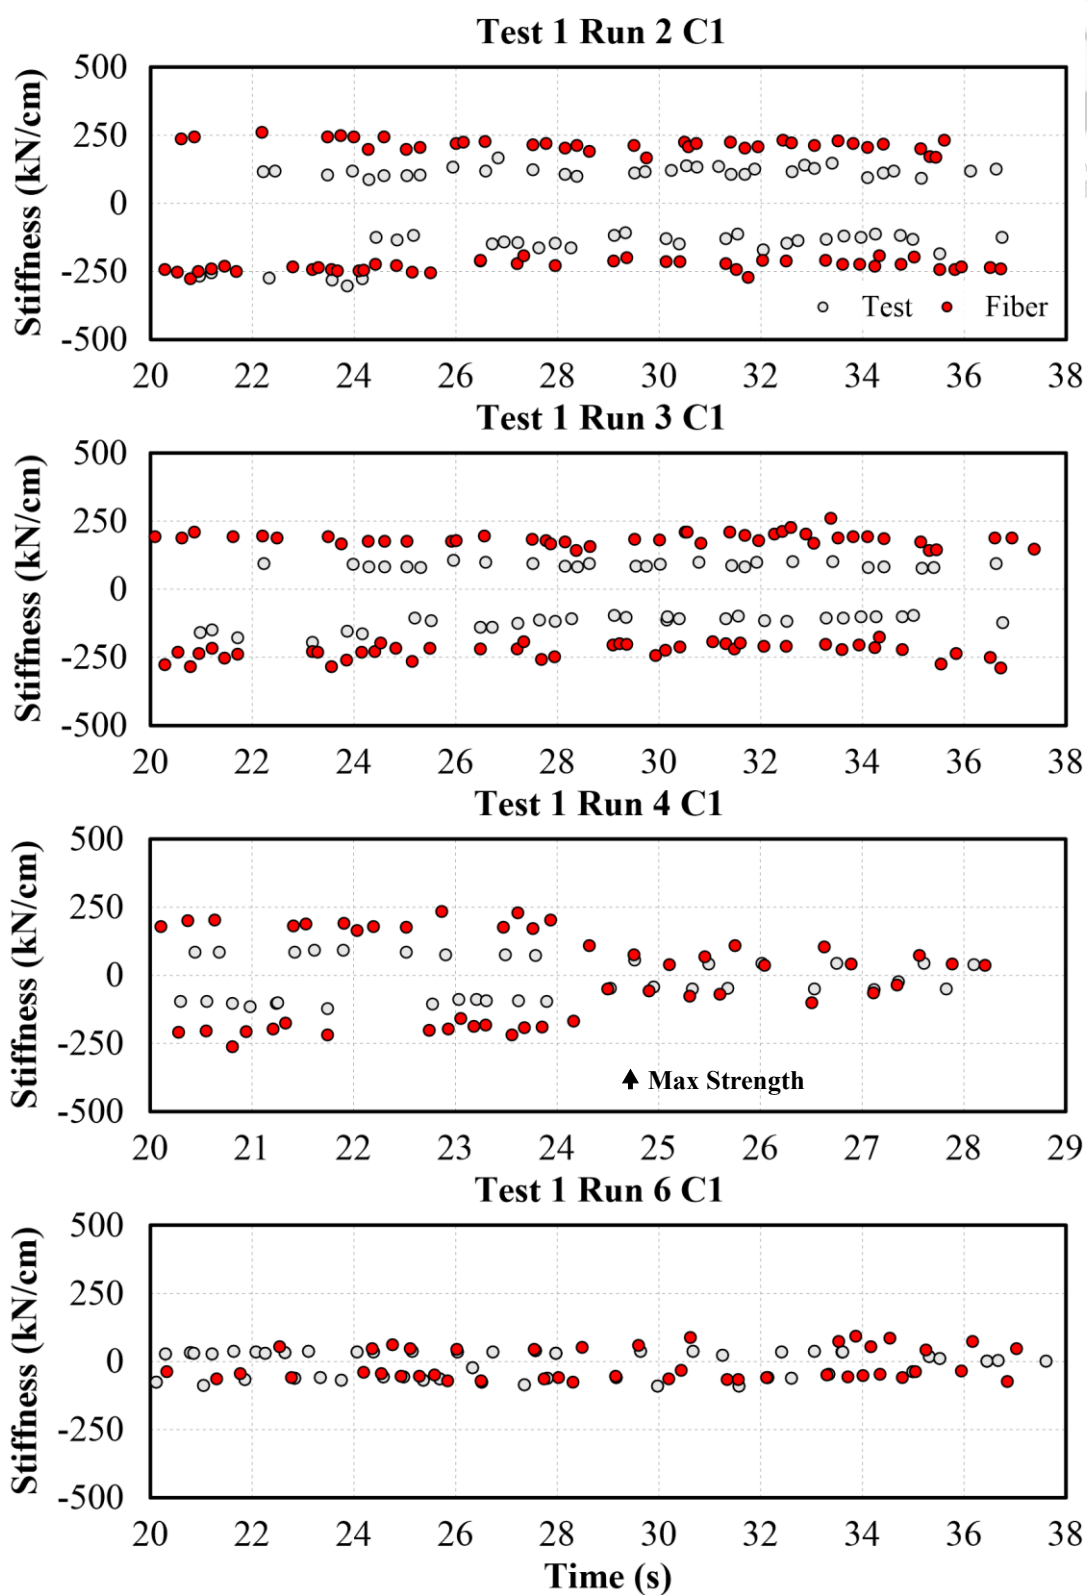 Test 1 Run 2 C1
Stiffness (kN/cm)
500
250
0
-250
-500
Test Fiber
20 22 24 26 28 30 32 34 36 38
Test 1 Run 3 C1
Stiffness (kN/cm)
500
250
0
-250
-500
20 22 24 26 28 30 32 34 36 38
Test 1 Run 4 C1
Stiffness (kN/cm)
500
250
0
-250
-500
Max Strength
20 21 22 23 24 25 26 27 28 29
Test 1 Run 6 C1
Stiffness (kN/cm)
500
250
0
-250
-500
20 22 24 26 28 30 32 34 36 38
Time (s)